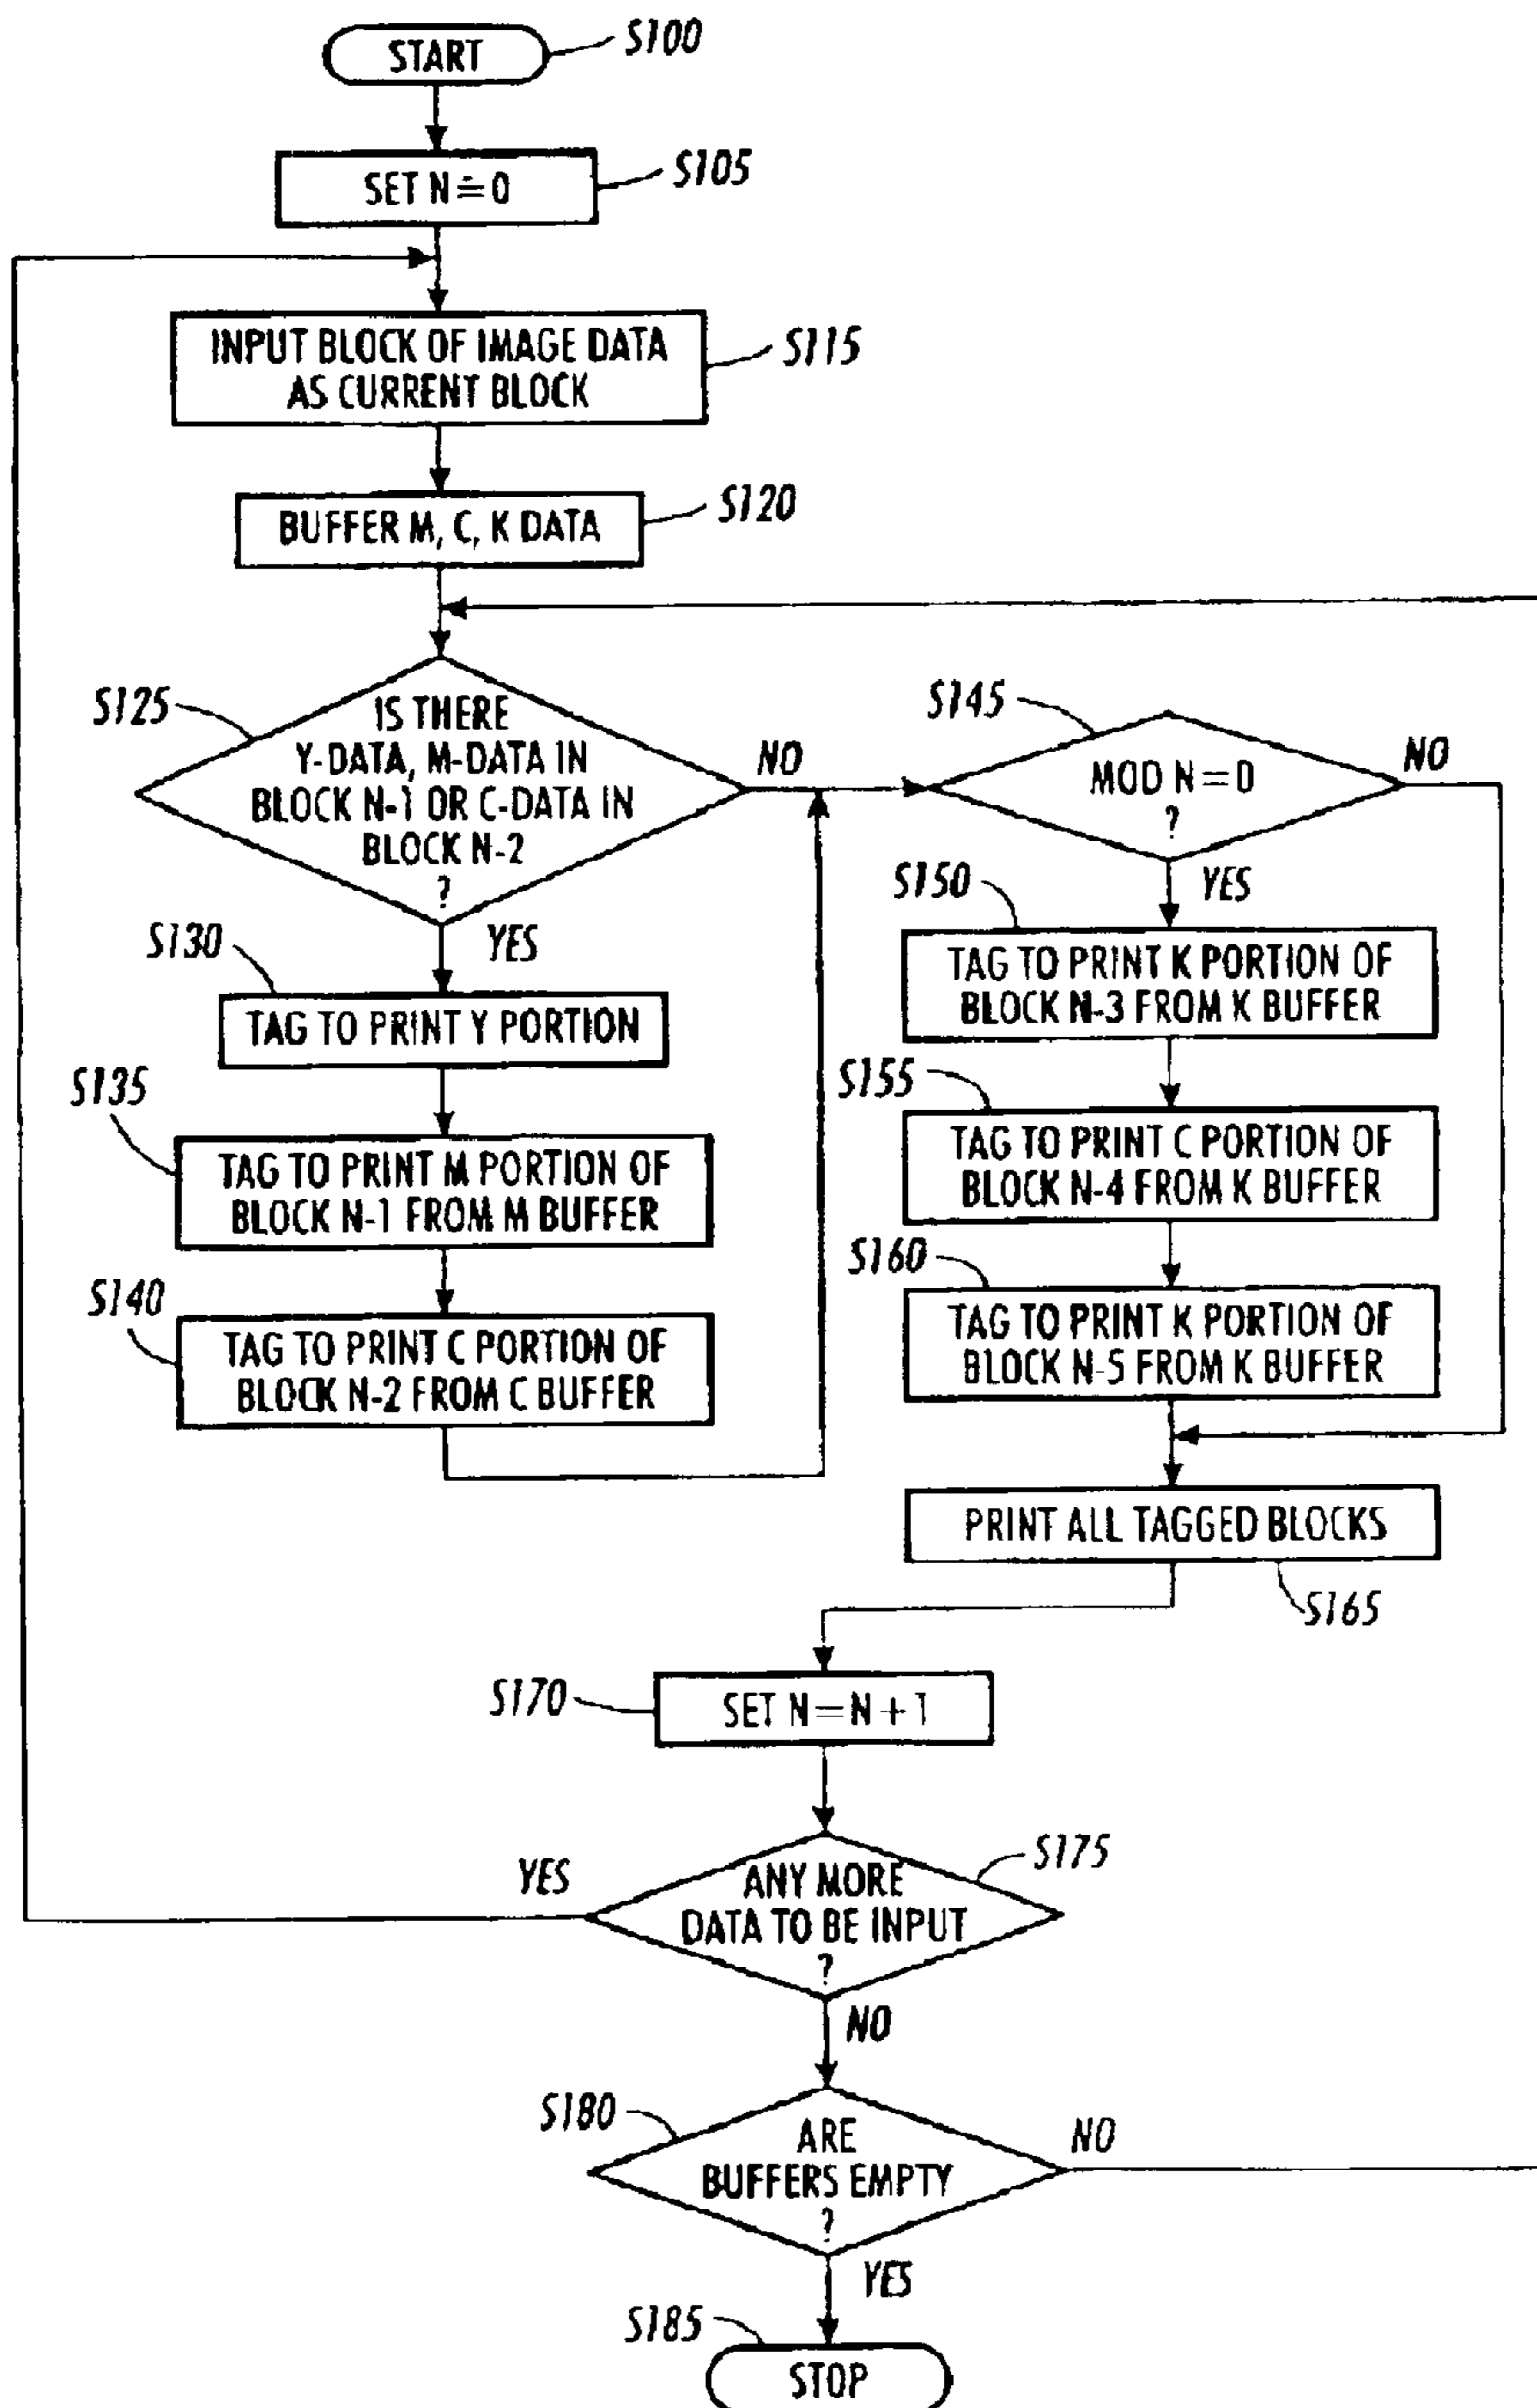 START
S100
SET N = 0
S105
INPUT BLOCK OF IMAGE DATA
AS CURRENT BLOCK
S115
BUFFER M, C, K DATA
S120
S125
IS THERE
Y-DATA, M-DATA IN
BLOCK N-1 OR C-DATA IN
BLOCK N-2
?
NO
YES
S130
TAG TO PRINT Y PORTION
S135
TAG TO PRINT M PORTION OF
BLOCK N-1 FROM M BUFFER
S140
TAG TO PRINT C PORTION OF
BLOCK N-2 FROM C BUFFER
S145
MOD N = 0
?
NO
YES
S150
TAG TO PRINT K PORTION OF
BLOCK N-3 FROM K BUFFER
S155
TAG TO PRINT C PORTION OF
BLOCK N-4 FROM K BUFFER
S160
TAG TO PRINT K PORTION OF
BLOCK N-5 FROM K BUFFER
PRINT ALL TAGGED BLOCKS
S165
S170
SET N = N + 1
S175
ANY MORE
DATA TO BE INPUT
?
YES
NO
S180
ARE
BUFFERS EMPTY
?
NO
YES
S185
STOP